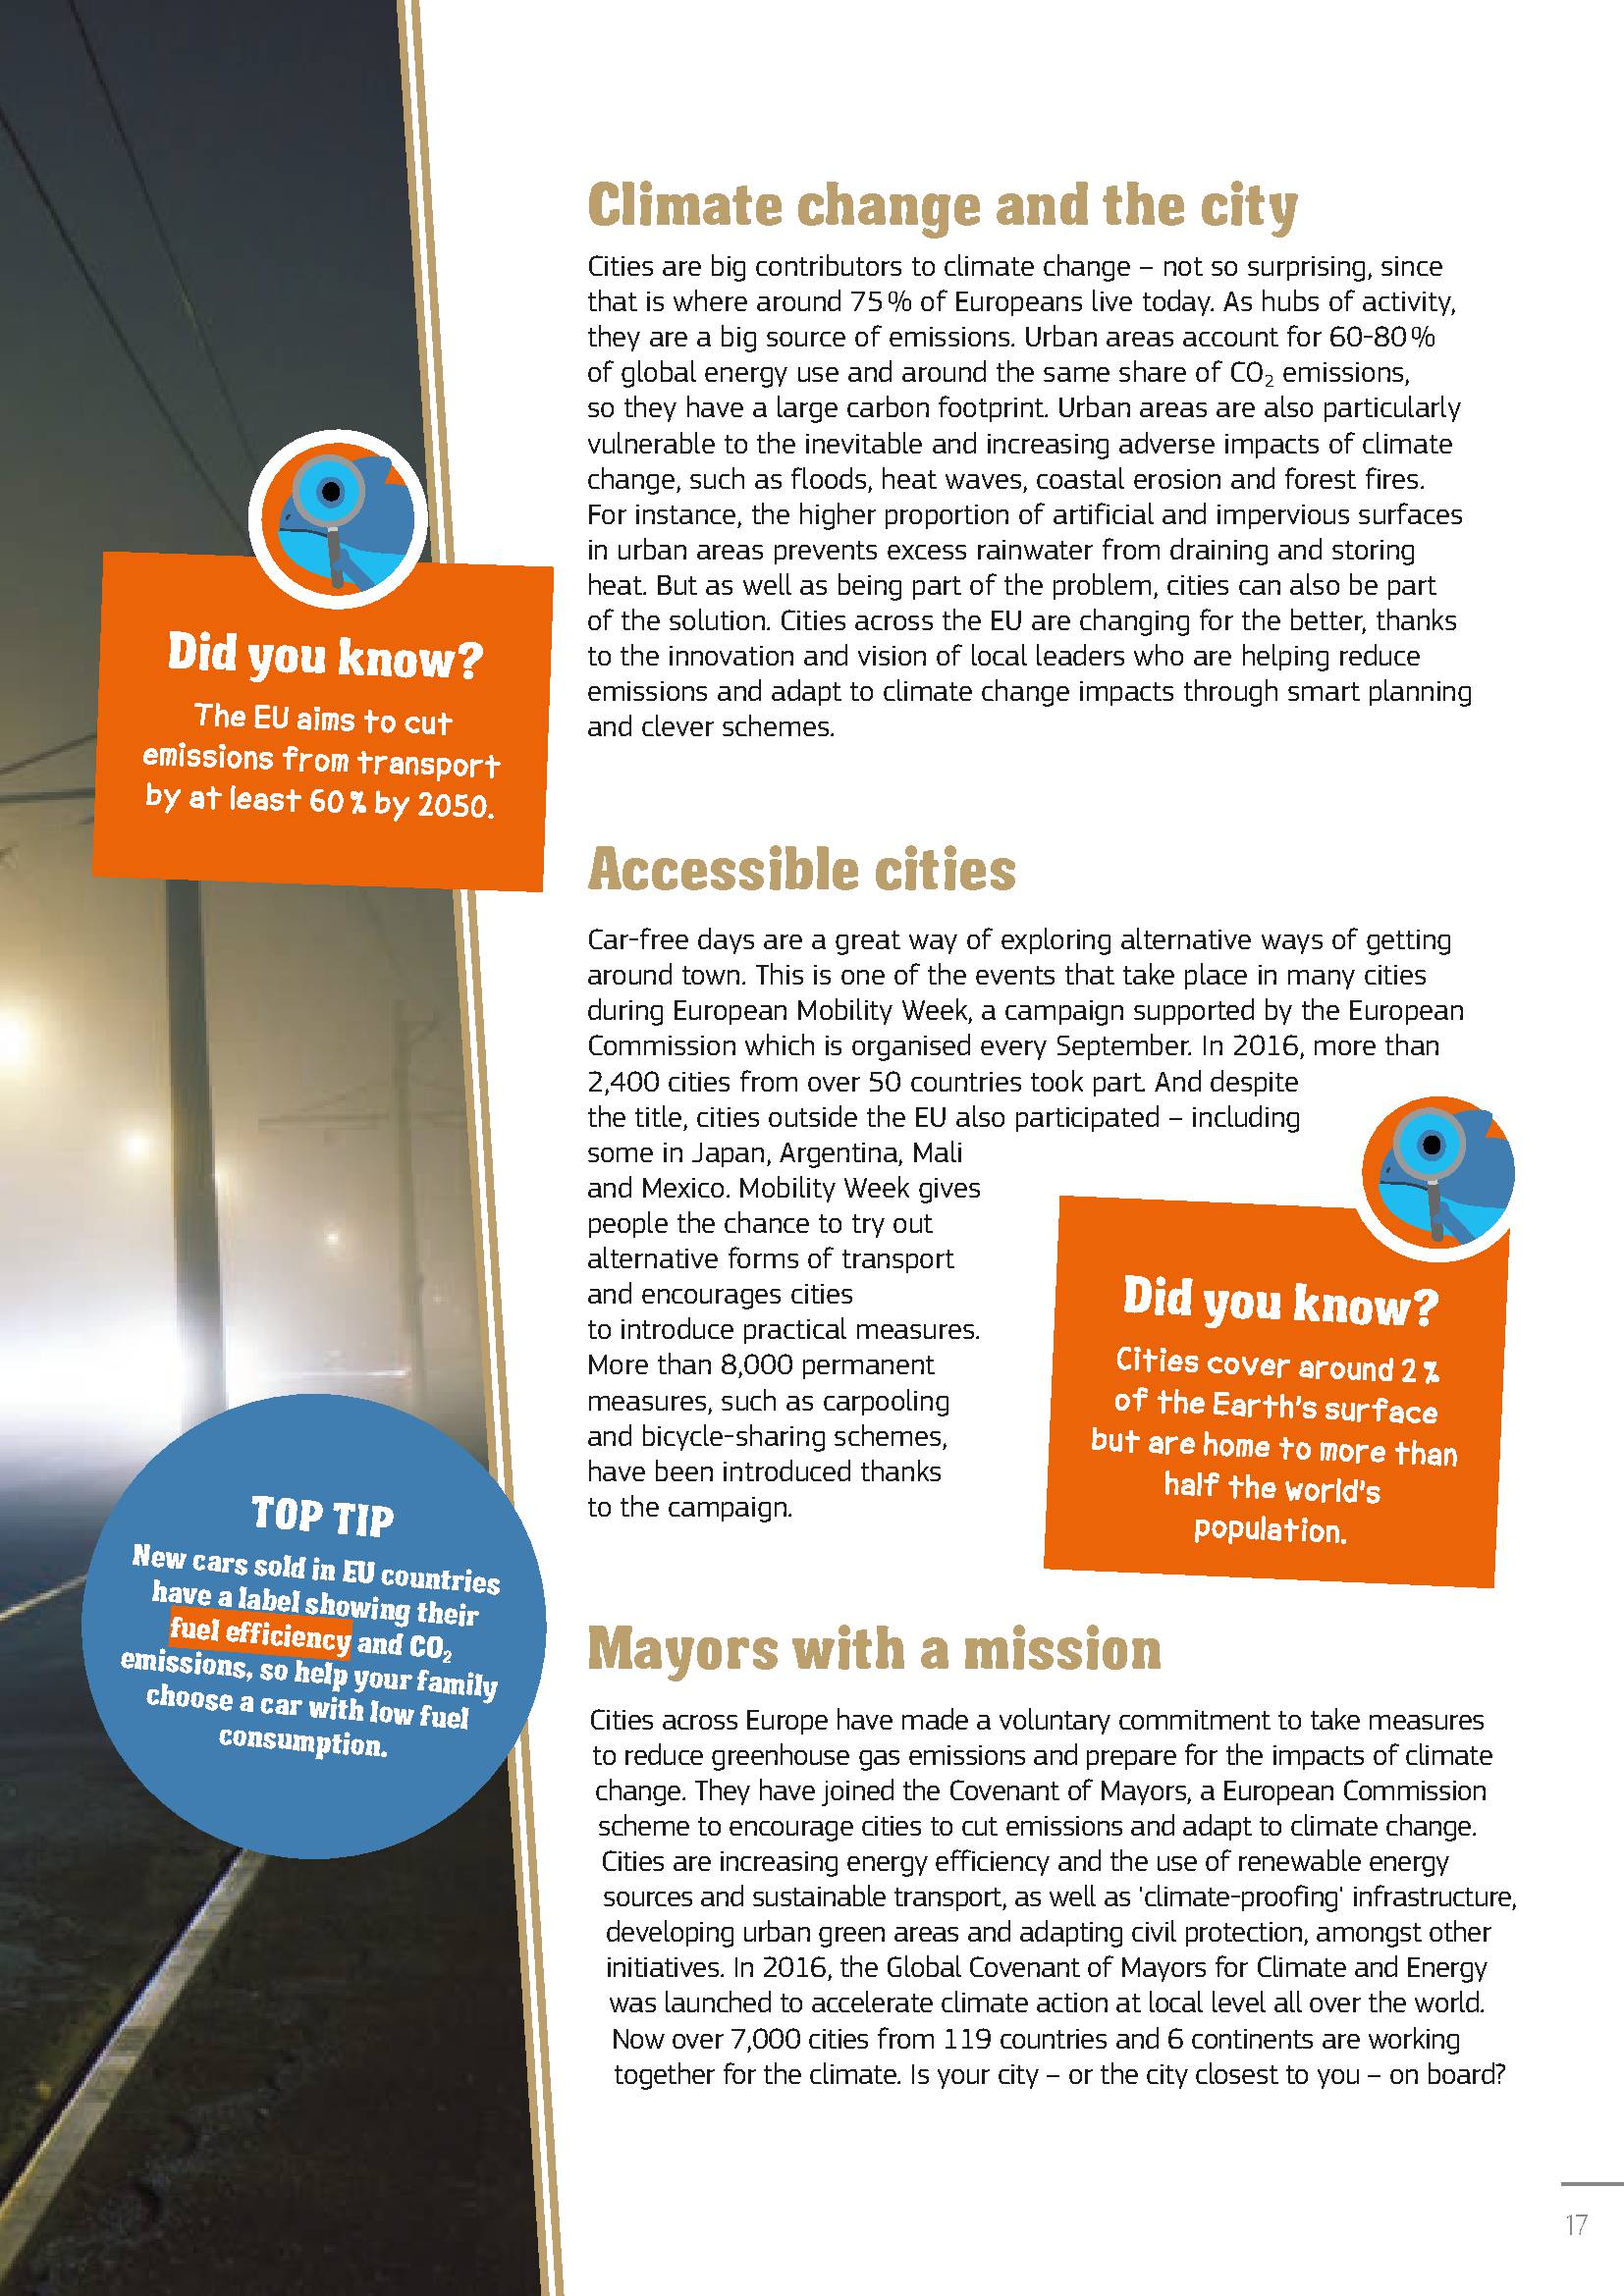 Climate change and the city
Cities are big contributors to climate change – not so surprising, since
that is where around 75 % of Europeans live today. As hubs of activity,
they are a big source of emissions. Urban areas account for 60-80 %
of global energy use and around the same share of CO₂ emissions,
so they have a large carbon footprint. Urban areas are also particularly
vulnerable to the inevitable and increasing adverse impacts of climate
change, such as floods, heat waves, coastal erosion and forest fires.
For instance, the higher proportion of artificial and impervious surfaces
in urban areas prevents excess rainwater from draining and storing
heat. But as well as being part of the problem, cities can also be part
of the solution. Cities across the EU are changing for the better, thanks
to the innovation and vision of local leaders who are helping reduce
emissions and adapt to climate change impacts through smart planning
and clever schemes.
Did you know?
The EU aims to cut
emissions from transport
by at least 60 % by 2050.
Accessible cities
Car-free days are a great way of exploring alternative ways of getting
around town. This is one of the events that take place in many cities
during European Mobility Week, a campaign supported by the European
Commission which is organised every September. In 2016, more than
2,400 cities from over 50 countries took part. And despite
the title, cities outside the EU also participated – including
some in Japan, Argentina, Mali
and Mexico. Mobility Week gives
people the chance to try out
alternative forms of transport
and encourages cities
to introduce practical measures.
More than 8,000 permanent
measures, such as carpooling
and bicycle-sharing schemes,
have been introduced thanks
to the campaign.
Did you know?
Cities cover around 2 %
of the Earth's surface
but are home to more than
half the world's
population.
TOP TIP
New cars sold in EU countries
have a label showing their
fuel efficiency and CO₂
emissions, so help your family
choose a car with low fuel
consumption.
Mayors with a mission
Cities across Europe have made a voluntary commitment to take measures
to reduce greenhouse gas emissions and prepare for the impacts of climate
change. They have joined the Covenant of Mayors, a European Commission
scheme to encourage cities to cut emissions and adapt to climate change.
Cities are increasing energy efficiency and the use of renewable energy
sources and sustainable transport, as well as 'climate-proofing' infrastructure,
developing urban green areas and adapting civil protection, amongst other
initiatives. In 2016, the Global Covenant of Mayors for Climate and Energy
was launched to accelerate climate action at local level all over the world.
Now over 7,000 cities from 119 countries and 6 continents are working
together for the climate. Is your city – or the city closest to you – on board?
17